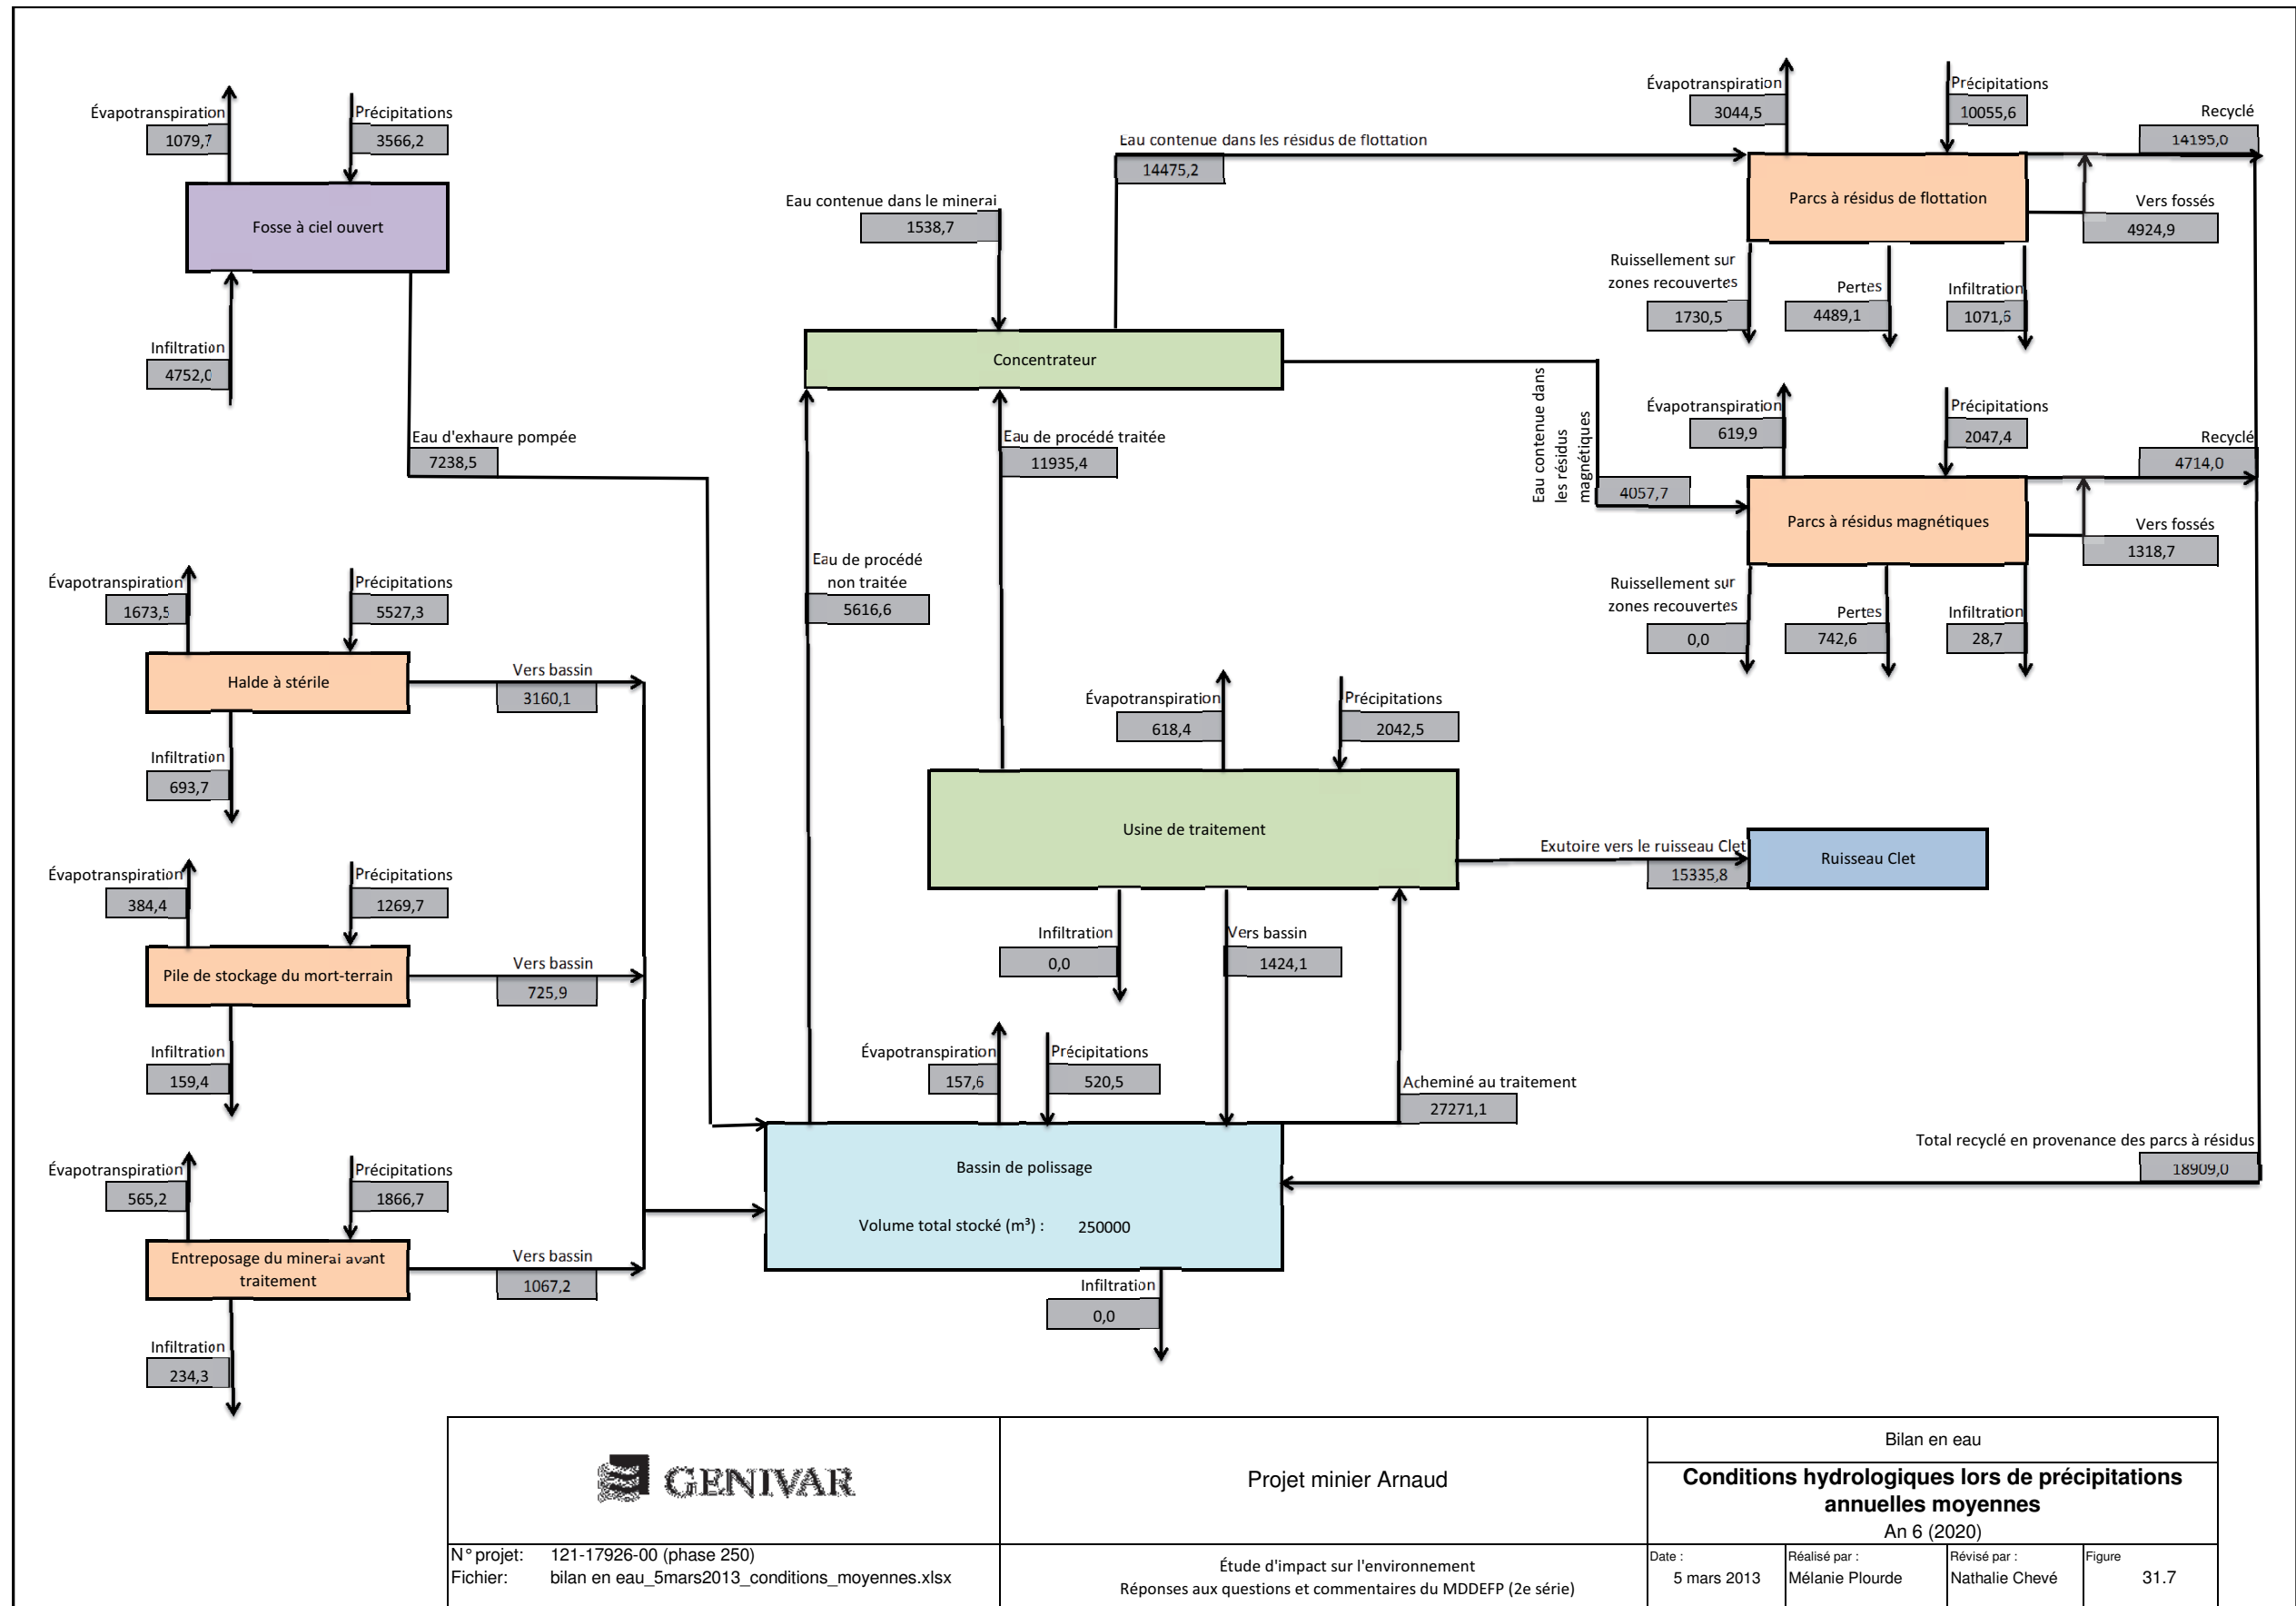 Évapotranspiration
1079,7
Précipitations
3566,2
Fosse à ciel ouvert
Infiltration
4752,0
Eau d'exhaure pompée
7238,5
Évapotranspiration
1673,5
Précipitations
5527,3
Halde à stérile
Vers bassin
3160,1
Infiltration
693,7
Évapotranspiration
384,4
Précipitations
1269,7
Pile de stockage du mort-terrain
Vers bassin
725,9
Infiltration
159,4
Évapotranspiration
565,2
Précipitations
1866,7
Entreposage du minerai avant
traitement
Vers bassin
1067,2
Infiltration
234,3
Eau contenue dans le minerai
1538,7
Eau contenue dans les résidus de flottation
14475,2
Concentrateur
Eau de procédé traitée
11935,4
Eau de procédé
non traitée
5616,6
Eau contenue dans
les résidus
magnétiques
4057,7
Évapotranspiration
3044,5
Précipitations
10055,6
Recyclé
14195,0
Parcs à résidus de flottation
Vers fossés
4924,9
Ruissellement sur
zones recouvertes
1730,5
Pertes
4489,1
Infiltration
1071,6
Évapotranspiration
619,9
Précipitations
2047,4
Recyclé
4714,0
Parcs à résidus magnétiques
Vers fossés
1318,7
Ruissellement sur
zones recouvertes
0,0
Pertes
742,6
Infiltration
28,7
Évapotranspiration
618,4
Précipitations
2042,5
Usine de traitement
Exutoire vers le ruisseau Clet
15335,8
Ruisseau Clet
Infiltration
0,0
Vers bassin
1424,1
Évapotranspiration
157,6
Précipitations
520,5
Acheminé au traitement
27271,1
Total recyclé en provenance des parcs à résidus
18909,0
Bassin de polissage
Volume total stocké (m³) : 250000
Infiltration
0,0
GENIVAR
N° projet: 121-17926-00 (phase 250)
Fichier: bilan en eau_5mars2013_conditions_moyennes.xlsx
Projet minier Arnaud
Étude d'impact sur l'environnement
Réponses aux questions et commentaires du MDDEFP (2e série)
Bilan en eau
Conditions hydrologiques lors de précipitations
annuelles moyennes
An 6 (2020)
Date :
5 mars 2013
Réalisé par :
Mélanie Plourde
Révisé par :
Nathalie Chevé
Figure
31.7